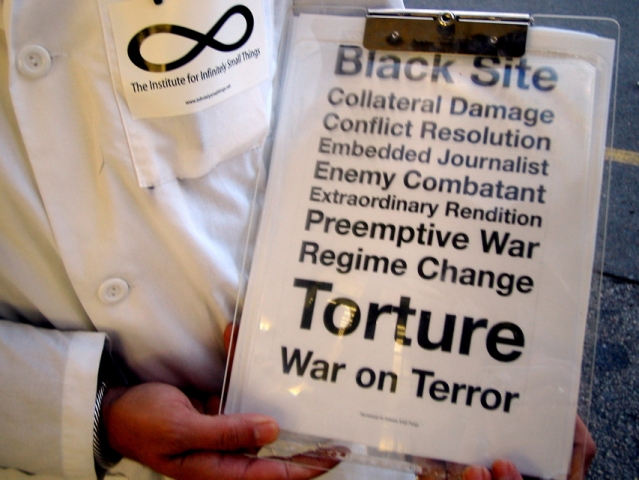 The Institute for Infinitely Small Things
Black Site
Collateral Damage
Conflict Resolution
Embedded Journalist
Enemy Combatant
Extraordinary Rendition
Preemptive War
Regime Change
Torture
War on Terror